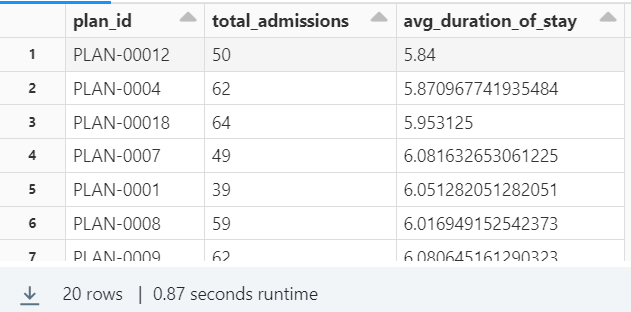 plan_id total_admissions avg_duration_of_stay
1 PLAN-00012 50 5.84
2 PLAN-0004 62 5.870967741935484
3 PLAN-00018 64 5.953125
4 PLAN-0007 49 6.081632653061225
5 PLAN-0001 39 6.051282051282051
6 PLAN-0008 59 6.016949152542373
7 PLAN-0009 62 6.080645161290323
20 rows | 0.87 seconds runtime